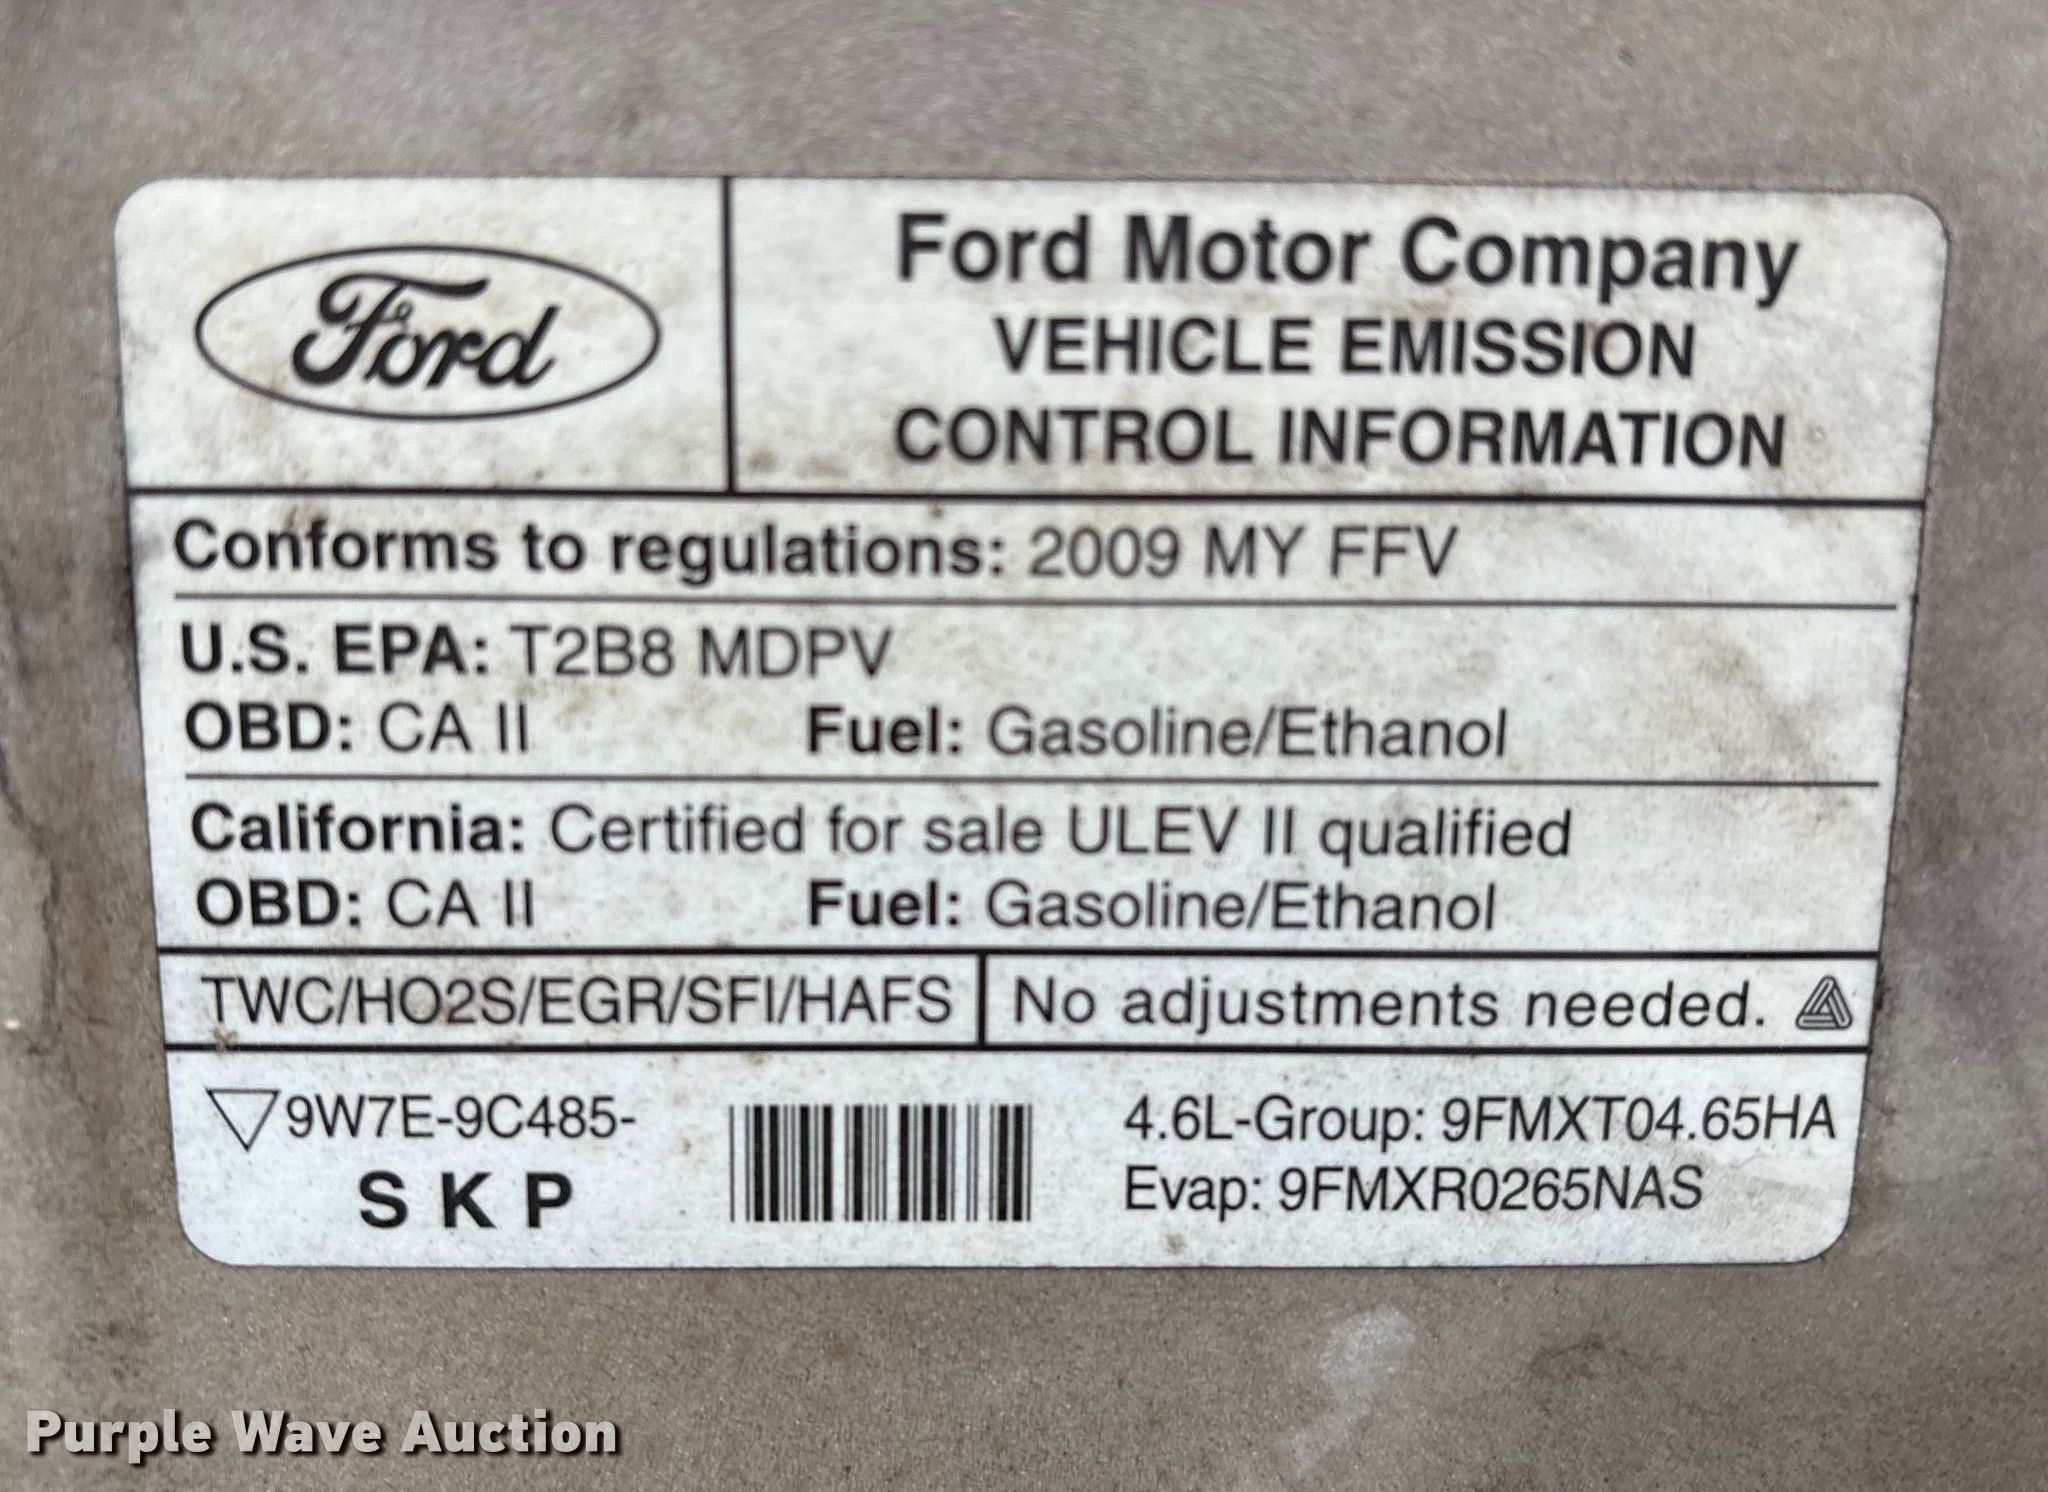 Ford
Ford Motor Company
VEHICLE EMISSION
CONTROL INFORMATION
Conforms to regulations: 2009 MY FFV
U.S. EPA: T2B8 MDPV
OBD: CA II Fuel: Gasoline/Ethanol
California: Certified for sale ULEV II qualified
OBD: CA II Fuel: Gasoline/Ethanol
TWC/HO2S/EGR/SFI/HAFS
No adjustments needed.
9W7E-9C485-
S K P
4.6L-Group: 9FMXT04.65HA
Evap: 9FMXR0265NAS
Purple Wave Auction